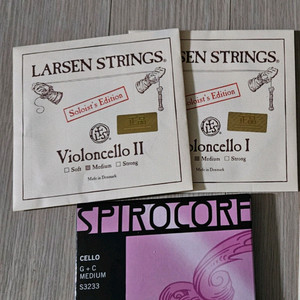 LARSEN STRINGS®
Soloist's Edition
Violoncello II
Soft Medium Strong
Made in Denmark
LARSEN STRINGS®
Soloist's Edition
Violoncello I
Medium Strong
Made in Denmark
SPIROCORE
CELLO
G + C
MEDIUM
S3233